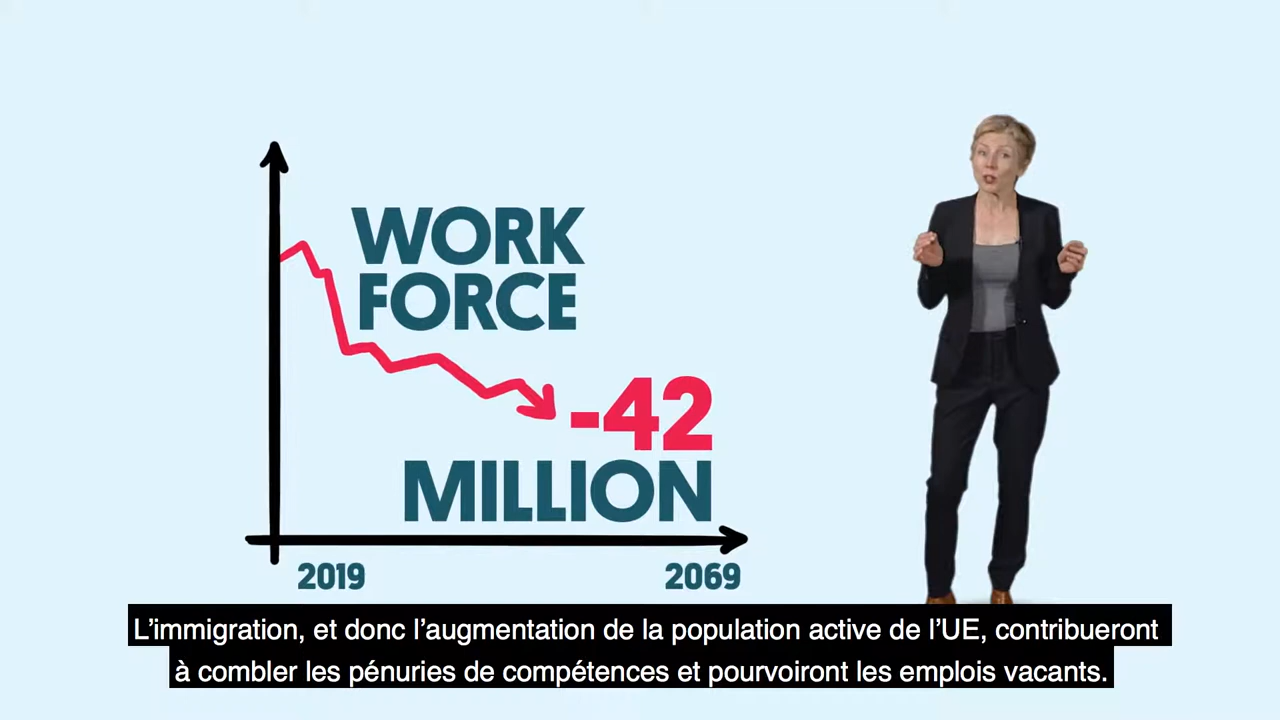 WORK
FORCE
-42
MILLION
2019
2069
L’immigration, et donc l’augmentation de la population active de l’UE, contribueront
à combler les pénuries de compétences et pourvoiront les emplois vacants.